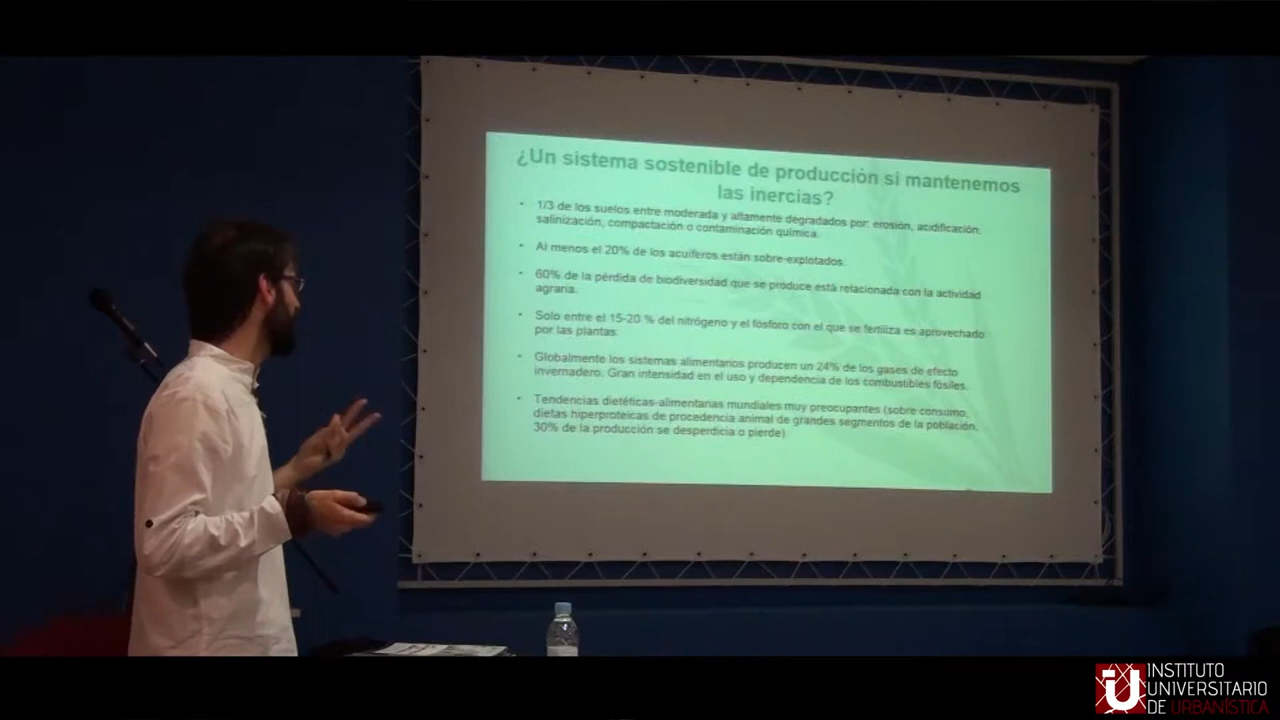 ¿Un sistema sostenible de producción si mantenemos
las inercias?
• 1/3 de los suelos entre moderada y altamente degradados por: erosión, acidificación,
salinización, compactación o contaminación química.
• Al menos el 20% de los acuíferos están sobre-explotados.
• 60% de la pérdida de biodiversidad que se produce está relacionada con la actividad
agraria.
• Solo entre el 15-20 % del nitrógeno y el fósforo con el que se fertiliza es aprovechado
por las plantas.
• Globalmente los sistemas alimentarios producen un 24% de los gases de efecto
invernadero. Gran intensidad en el uso y dependencia de los combustibles fósiles.
• Tendencias dietéticas-alimentarias mundiales muy preocupantes (sobre consumo,
dietas hiperproteicas de procedencia animal de grandes segmentos de la población,
30% de la producción se desperdicia o pierde)
iU
INSTITUTO
UNIVERSITARIO
DE URBANÍSTICA